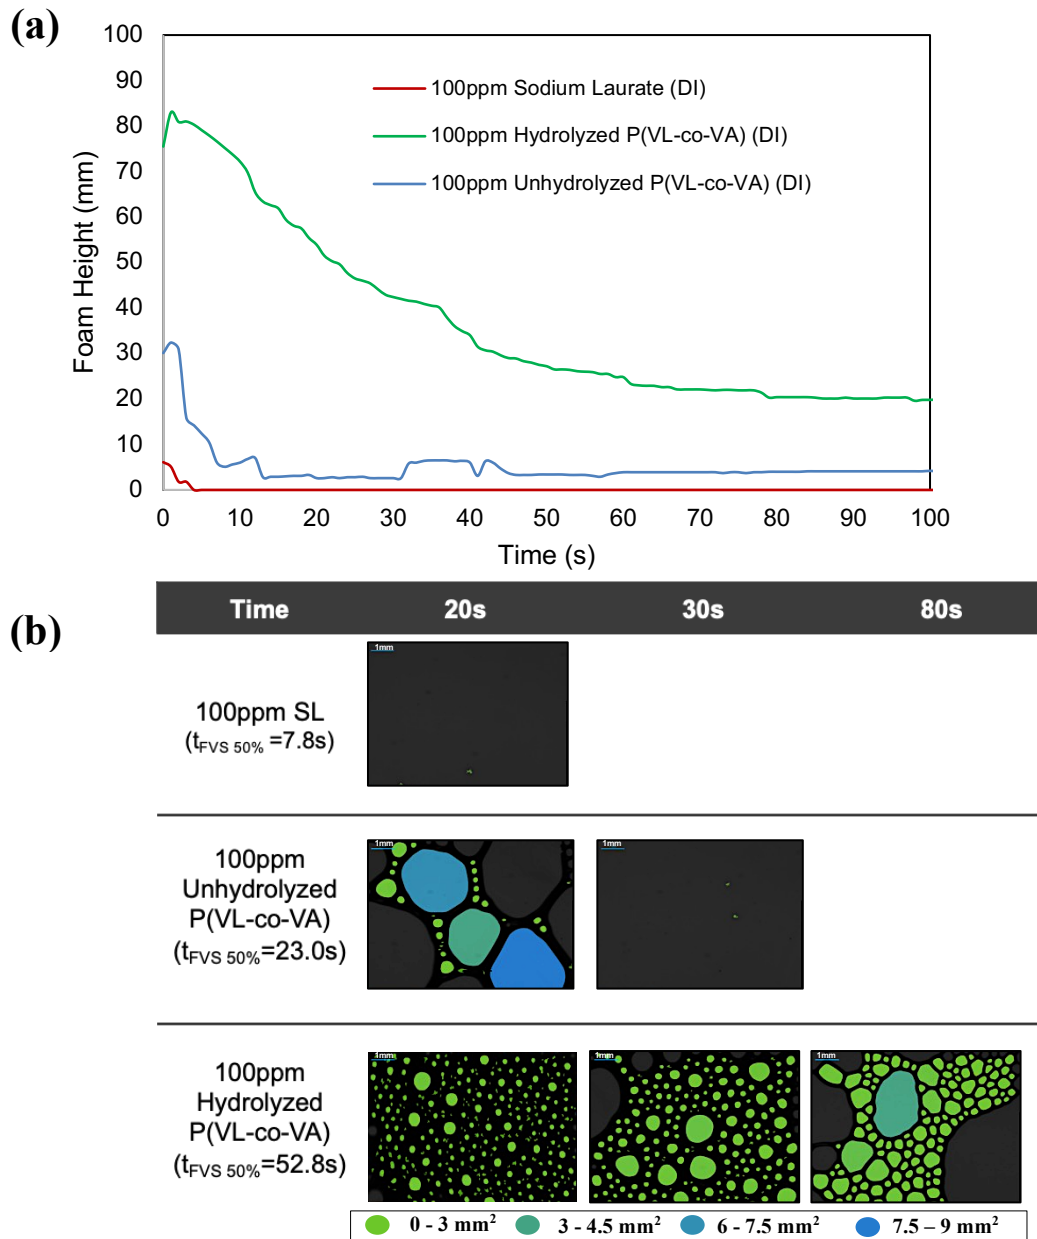 (a)
100
90
80
70
60
50
40
30
20
10
0
Foam Height (mm)
100ppm Sodium Laurate (DI)
100ppm Hydrolyzed P(VL-co-VA) (DI)
100ppm Unhydrolyzed P(VL-co-VA) (DI)
0 10 20 30 40 50 60 70 80 90 100
Time (s)
(b)
Time 20s 30s 80s
1mm
100ppm SL
(tFVS 50% =7.8s)
1mm 1mm
100ppm
Unhydrolyzed
P(VL-co-VA)
(tFVS 50%=23.0s)
1mm 1mm 1mm
100ppm
Hydrolyzed
P(VL-co-VA)
(tFVS 50%=52.8s)
0 - 3 mm² 3 - 4.5 mm² 6 - 7.5 mm² 7.5 – 9 mm²